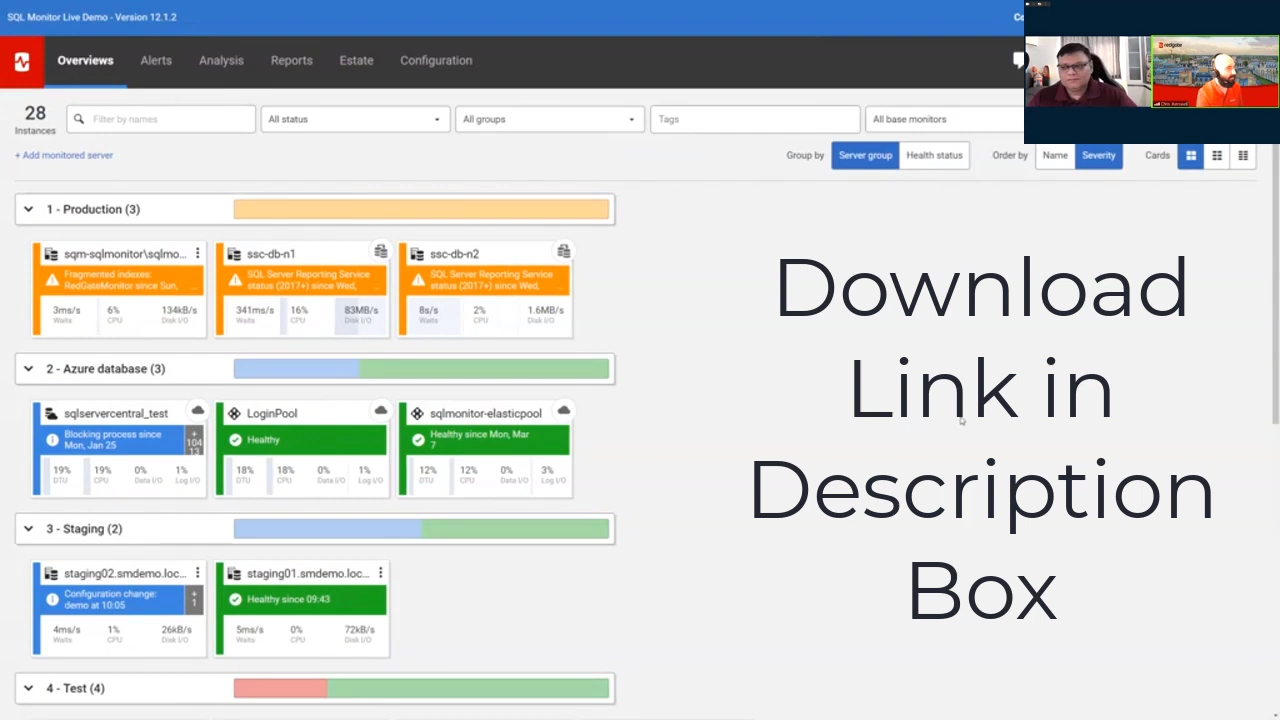 SQL Monitor Live Demo - Version 12.1.2
Co
Overviews
Alerts
Analysis
Reports
Estate
Configuration
redgate
28
Instances
Filter by names
All status
All groups
Tags
All base monitors
+ Add monitored server
Group by
Server group
Health status
Order by
Name
Severity
Cards
1 - Production (3)
sqm-sqlmonitor\sqlmo...
Fragmented indexes:
RedGateMonitor since Sun, ...
3ms/s
Waits
6%
CPU
134kB/s
Disk I/O
ssc-db-n1
SQL Server Reporting Service
status (2017+) since Wed, ...
341ms/s
Waits
16%
CPU
83MB/s
Disk I/O
ssc-db-n2
SQL Server Reporting Service
status (2017+) since Wed, ...
8s/s
Waits
2%
CPU
1.6MB/s
Disk I/O
2 - Azure database (3)
sqlservercentral_test
Blocking process since
Mon, Jan 25
+
104
19%
DTU
19%
CPU
0%
Data I/O
1%
Log I/O
LoginPool
Healthy
18%
DTU
18%
CPU
0%
Data I/O
1%
Log I/O
sqlmonitor-elasticpool
Healthy since Mon, Mar
7
12%
DTU
12%
CPU
0%
Data I/O
3%
Log I/O
3 - Staging (2)
staging02.smdemo.loc...
Configuration change:
demo at 10:05
+
1
4ms/s
Waits
1%
CPU
26kB/s
Disk I/O
staging01.smdemo.loc...
Healthy since 09:43
5ms/s
Waits
0%
CPU
72kB/s
Disk I/O
4 - Test (4)
Download
Link in
Description
Box